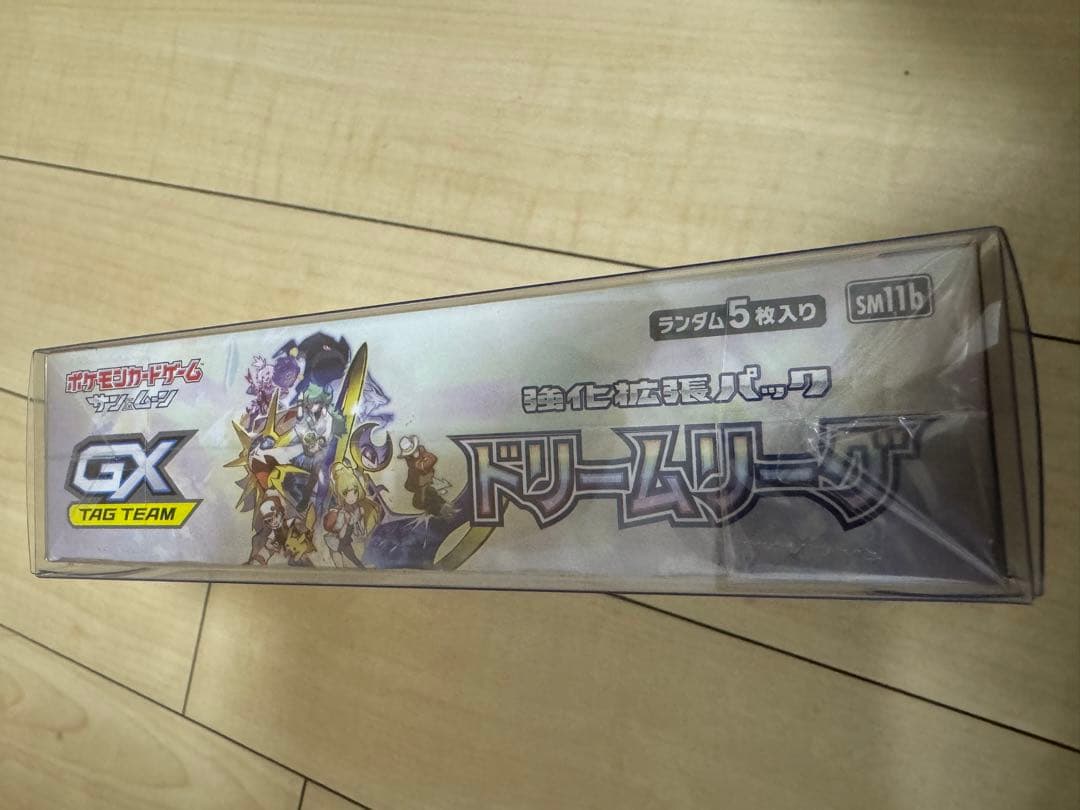 ポケモンカードゲーム
サン&ムーン
GX
TAG TEAM
ランダム5枚入り
SM11b
強化拡張パック
ドリームリーグ